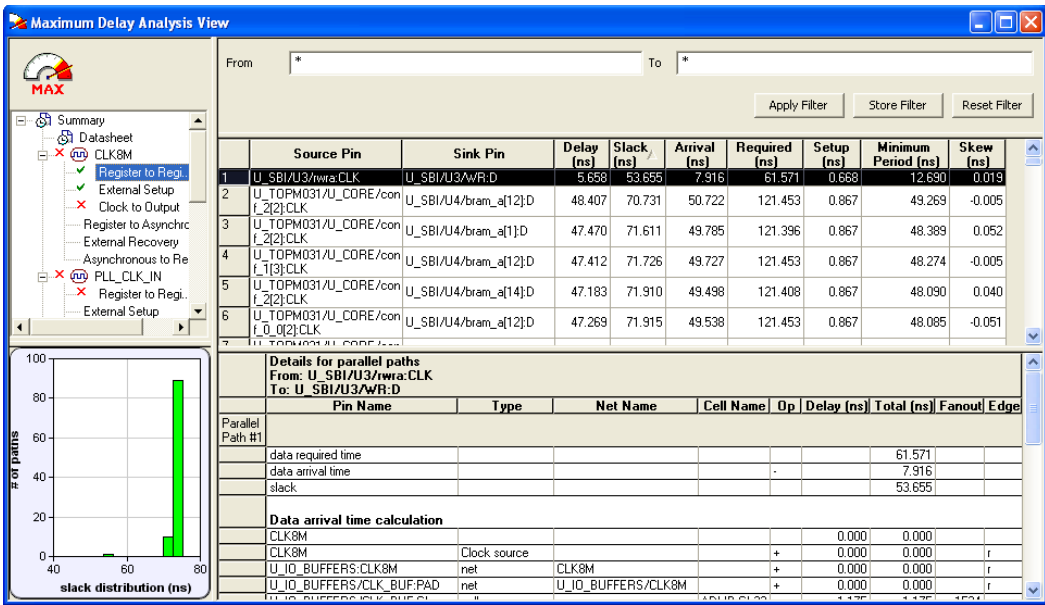 Maximum Delay Analysis View
MAX
From * To *
Apply Filter Store Filter Reset Filter
Summary
Datasheet
CLK8M
Register to Regi..
External Setup
Clock to Output
Register to Asynchro
External Recovery
Asynchronous to Re
PLL_CLK_IN
Register to Regi..
External Setup
Source Pin Sink Pin Delay (ns) Slack (ns) Arrival (ns) Required (ns) Setup (ns) Minimum Period (ns) Skew (ns)
1 U_SBI/U3/rwra:CLK U_SBI/U3/WR:D 5.658 53.655 7.916 61.571 0.668 12.690 0.019
2 U_TOPM031/U_CORE/conf_2[2]:CLK U_SBI/U4/bram_a[12]:D 48.407 70.731 50.722 121.453 0.867 49.269 -0.005
3 U_TOPM031/U_CORE/conf_2[2]:CLK U_SBI/U4/bram_a[1]:D 47.470 71.611 49.785 121.396 0.867 48.389 0.052
4 U_TOPM031/U_CORE/conf_1[3]:CLK U_SBI/U4/bram_a[12]:D 47.412 71.726 49.727 121.453 0.867 48.274 -0.005
5 U_TOPM031/U_CORE/conf_2[2]:CLK U_SBI/U4/bram_a[14]:D 47.183 71.910 49.498 121.408 0.867 48.090 0.040
6 U_TOPM031/U_CORE/conf_0_0[2]:CLK U_SBI/U4/bram_a[12]:D 47.269 71.915 49.538 121.453 0.867 48.085 -0.051
# of paths
100
80
60
40
20
0
40 60 80
slack distribution (ns)
Details for parallel paths
From: U_SBI/U3/rwra:CLK
To: U_SBI/U3/WR:D
Pin Name Type Net Name Cell Name Op Delay (ns) Total (ns) Fanout Edge
Parallel Path #1
data required time 61.571
data arrival time - 7.916
slack 53.655
Data arrival time calculation
CLK8M 0.000 0.000
CLK8M Clock source + 0.000 0.000 r
U_IO_BUFFERS:CLK8M net CLK8M + 0.000 0.000 r
U_IO_BUFFERS/CLK_BUF:PAD net U_IO_BUFFERS/CLK8M + 0.000 0.000 r